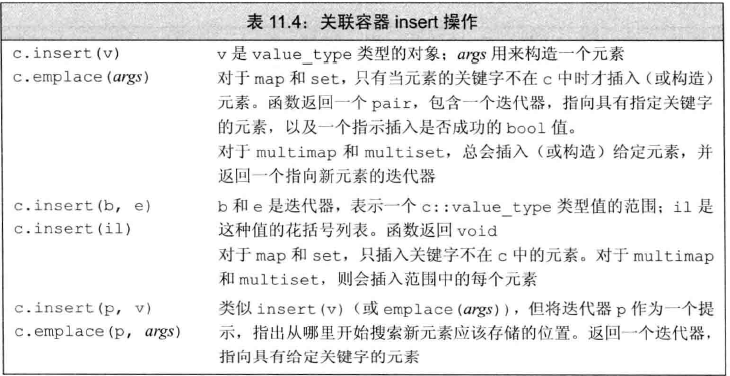 表 11.4：关联容器 insert 操作
c.insert(v) v 是 value_type 类型的对象；args 用来构造一个元素
c.emplace(args) 对于 map 和 set，只有当元素的关键字不在 c 中时才插入（或构造）
元素。函数返回一个 pair，包含一个迭代器，指向具有指定关键字
的元素，以及一个指示插入是否成功的 bool 值。
对于 multimap 和 multiset，总会插入（或构造）给定元素，并
返回一个指向新元素的迭代器
c.insert(b, e) b 和 e 是迭代器，表示一个 c::value_type 类型值的范围；il 是
c.insert(il) 这种值的花括号列表。函数返回 void
对于 map 和 set，只插入关键字不在 c 中的元素。对于 multimap
和 multiset，则会插入范围中的每个元素
c.insert(p, v) 类似 insert(v)（或 emplace(args)），但将迭代器 p 作为一个提
c.emplace(p, args) 示，指出从哪里开始搜索新元素应该存储的位置。返回一个迭代器，
指向具有给定关键字的元素